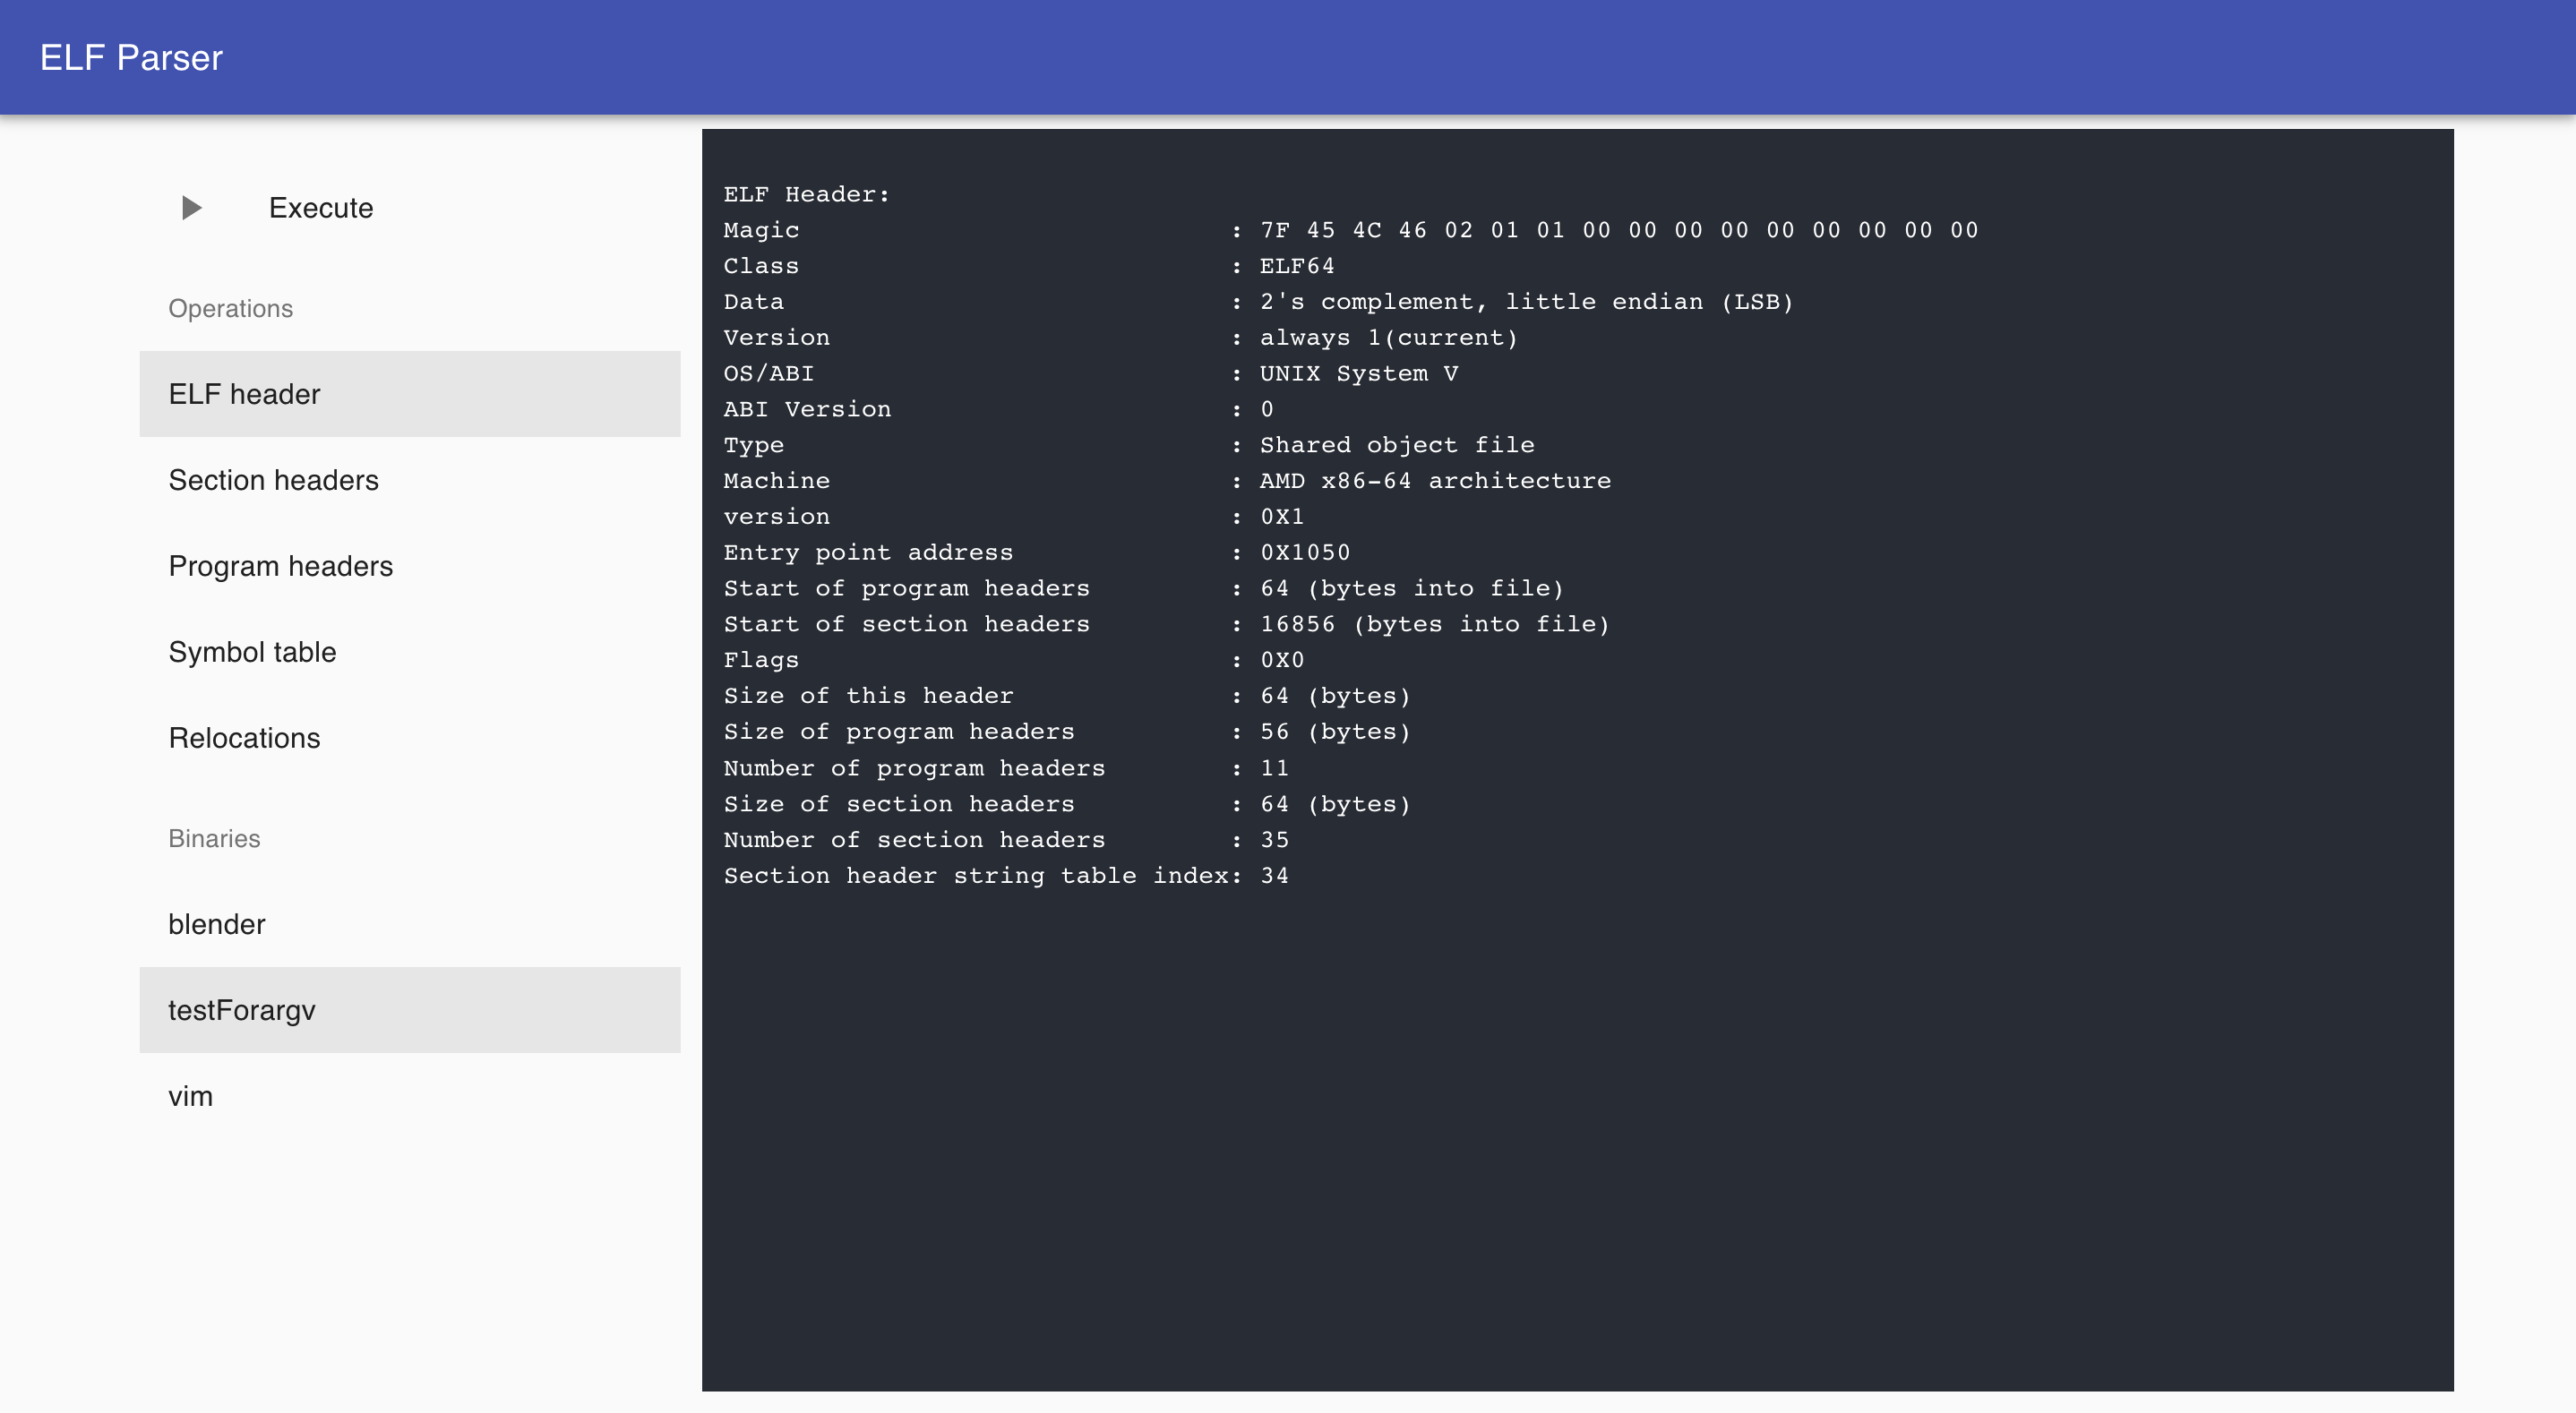 ELF Parser
Execute
Operations
ELF header
Section headers
Program headers
Symbol table
Relocations
Binaries
blender
testForargv
vim
ELF Header:
Magic                            : 7F 45 4C 46 02 01 01 00 00 00 00 00 00 00 00 00
Class                            : ELF64
Data                             : 2's complement, little endian (LSB)
Version                          : always 1(current)
OS/ABI                           : UNIX System V
ABI Version                      : 0
Type                             : Shared object file
Machine                          : AMD x86-64 architecture
version                          : 0X1
Entry point address              : 0X1050
Start of program headers         : 64 (bytes into file)
Start of section headers         : 16856 (bytes into file)
Flags                            : 0X0
Size of this header              : 64 (bytes)
Size of program headers          : 56 (bytes)
Number of program headers        : 11
Size of section headers          : 64 (bytes)
Number of section headers        : 35
Section header string table index: 34